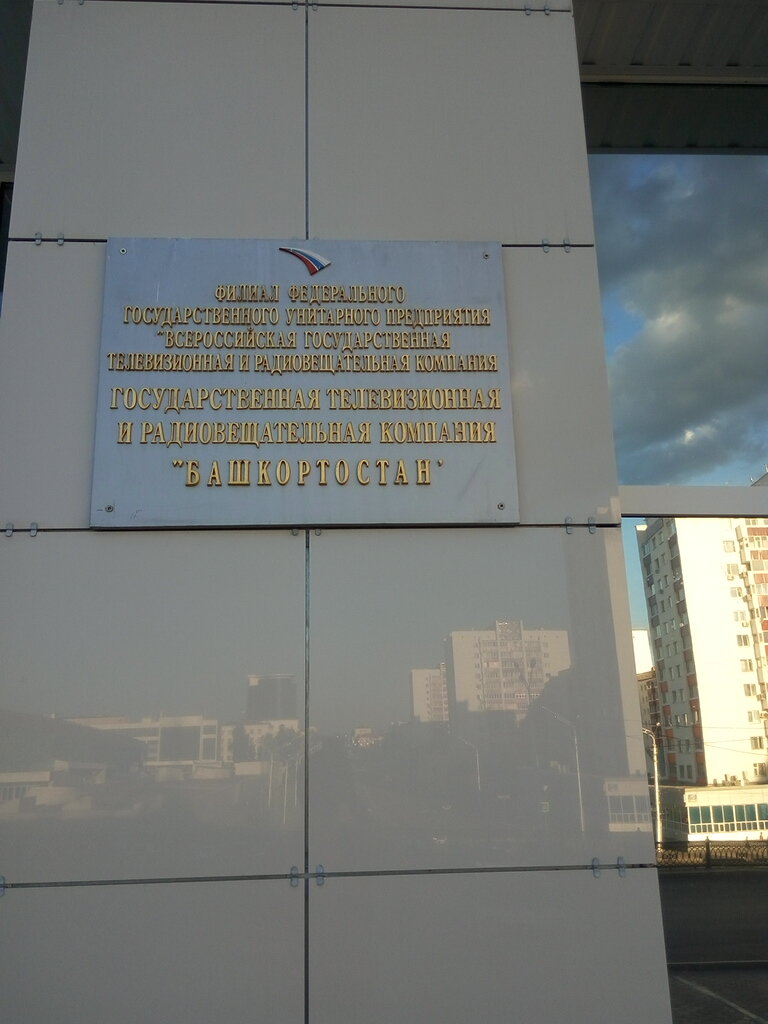 ФИЛИАЛ ФЕДЕРАЛЬНОГО
ГОСУДАРСТВЕННОГО УНИТАРНОГО ПРЕДПРИЯТИЯ
"ВСЕРОССИЙСКАЯ ГОСУДАРСТВЕННАЯ
ТЕЛЕВИЗИОННАЯ И РАДИОВЕЩАТЕЛЬНАЯ КОМПАНИЯ
ГОСУДАРСТВЕННАЯ ТЕЛЕВИЗИОННАЯ
И РАДИОВЕЩАТЕЛЬНАЯ КОМПАНИЯ
"БАШКОРТОСТАН'